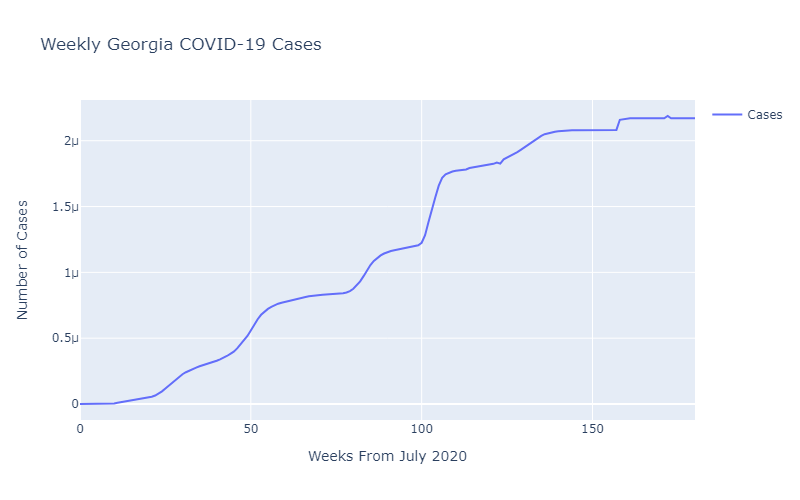 Weekly Georgia COVID-19 Cases
Cases
2μ
1.5μ
1μ
0.5μ
0
Number of Cases
0 50 100 150
Weeks From July 2020